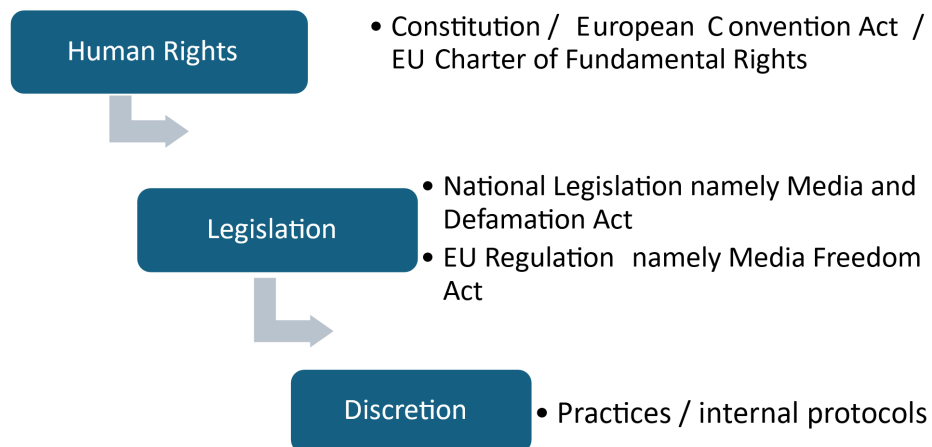 Human Rights
• Constitution / European Convention Act /
EU Charter of Fundamental Rights
Legislation
• National Legislation namely Media and
Defamation Act
• EU Regulation namely Media Freedom
Act
Discretion
• Practices / internal protocols